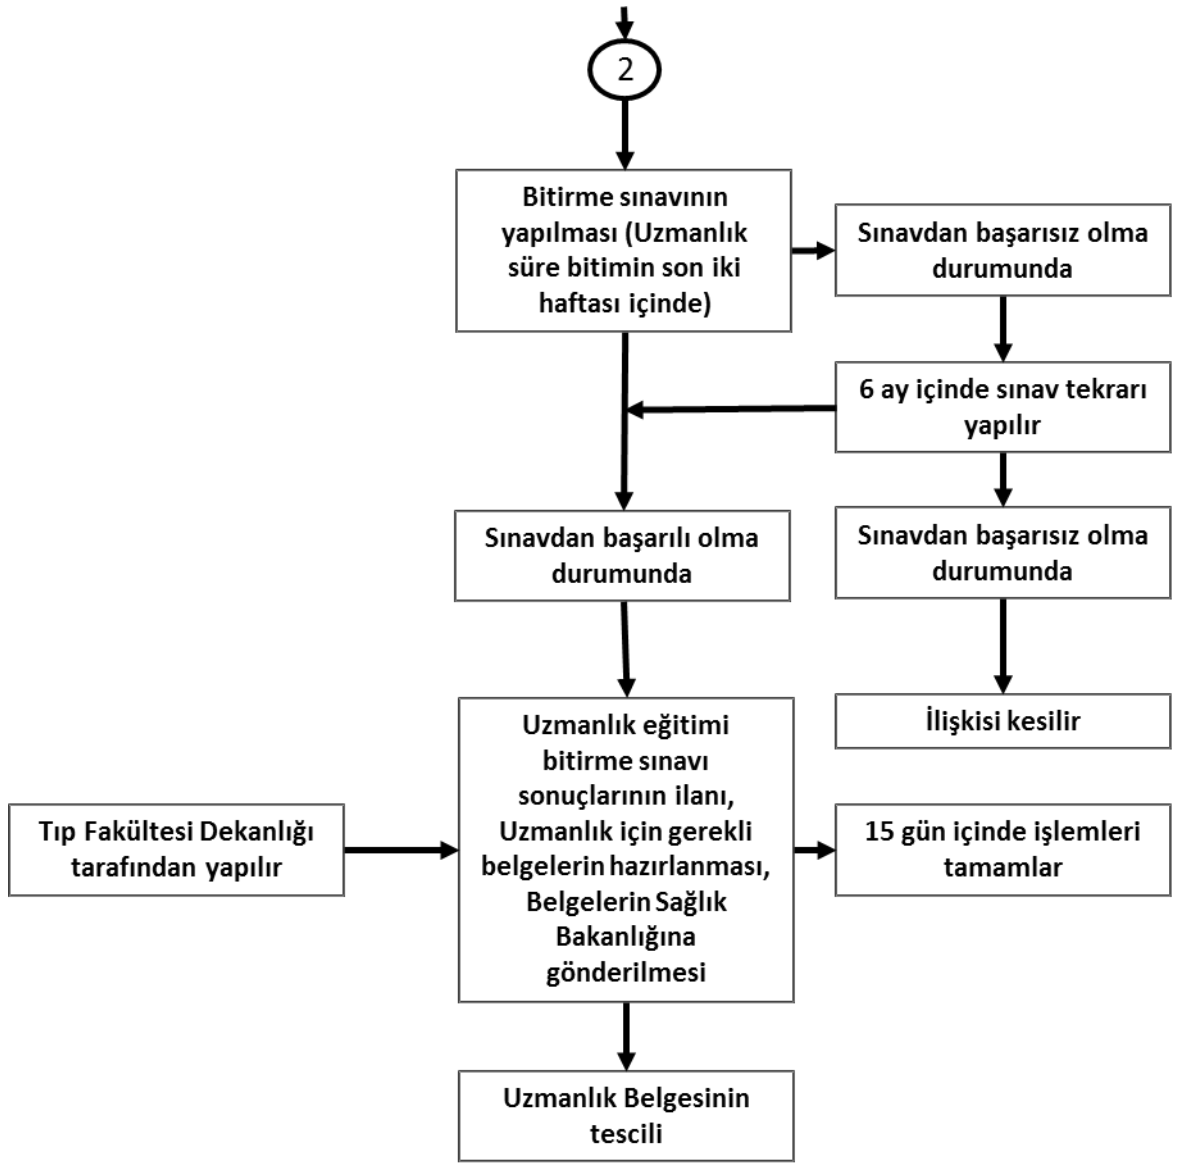 2
Bitirme sınavının
yapılması (Uzmanlık
süre bitimin son iki
haftası içinde)
Sınavdan başarısız olma
durumunda
6 ay içinde sınav tekrarı
yapılır
Sınavdan başarılı olma
durumunda
Sınavdan başarısız olma
durumunda
İlişkisi kesilir
Uzmanlık eğitimi
bitirme sınavı
sonuçlarının ilanı,
Uzmanlık için gerekli
belgelerin hazırlanması,
Belgelerin Sağlık
Bakanlığına
gönderilmesi
Tıp Fakültesi Dekanlığı
tarafından yapılır
15 gün içinde işlemleri
tamamlar
Uzmanlık Belgesinin
tescili